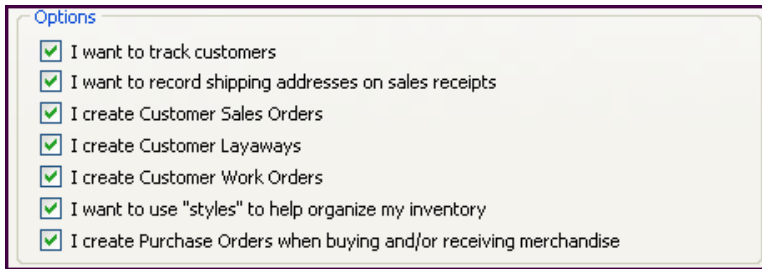 Options
I want to track customers
I want to record shipping addresses on sales receipts
I create Customer Sales Orders
I create Customer Layaways
I create Customer Work Orders
I want to use "styles" to help organize my inventory
I create Purchase Orders when buying and/or receiving merchandise